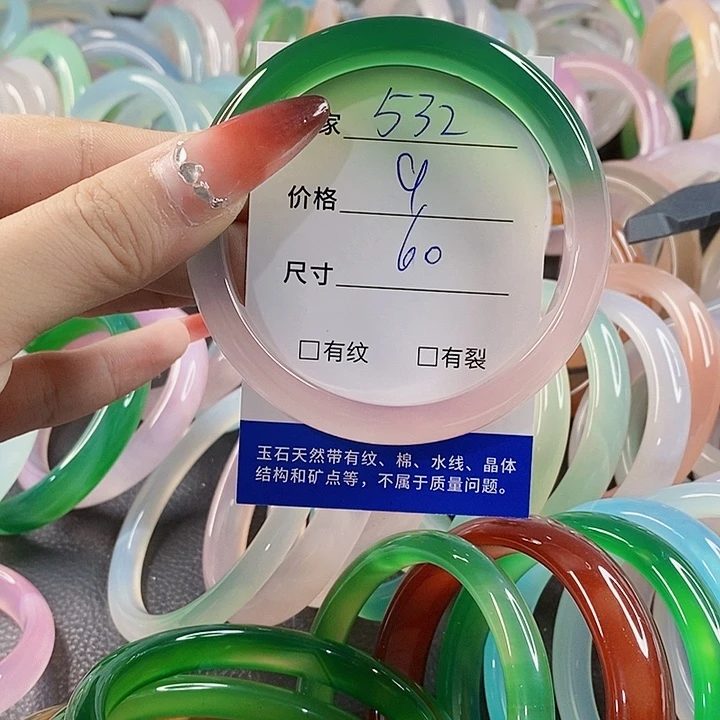 家 532
价格 9
尺寸 60
□有纹 □有裂
玉石天然带有纹、棉、水线、晶体
结构和矿点等，不属于质量问题。